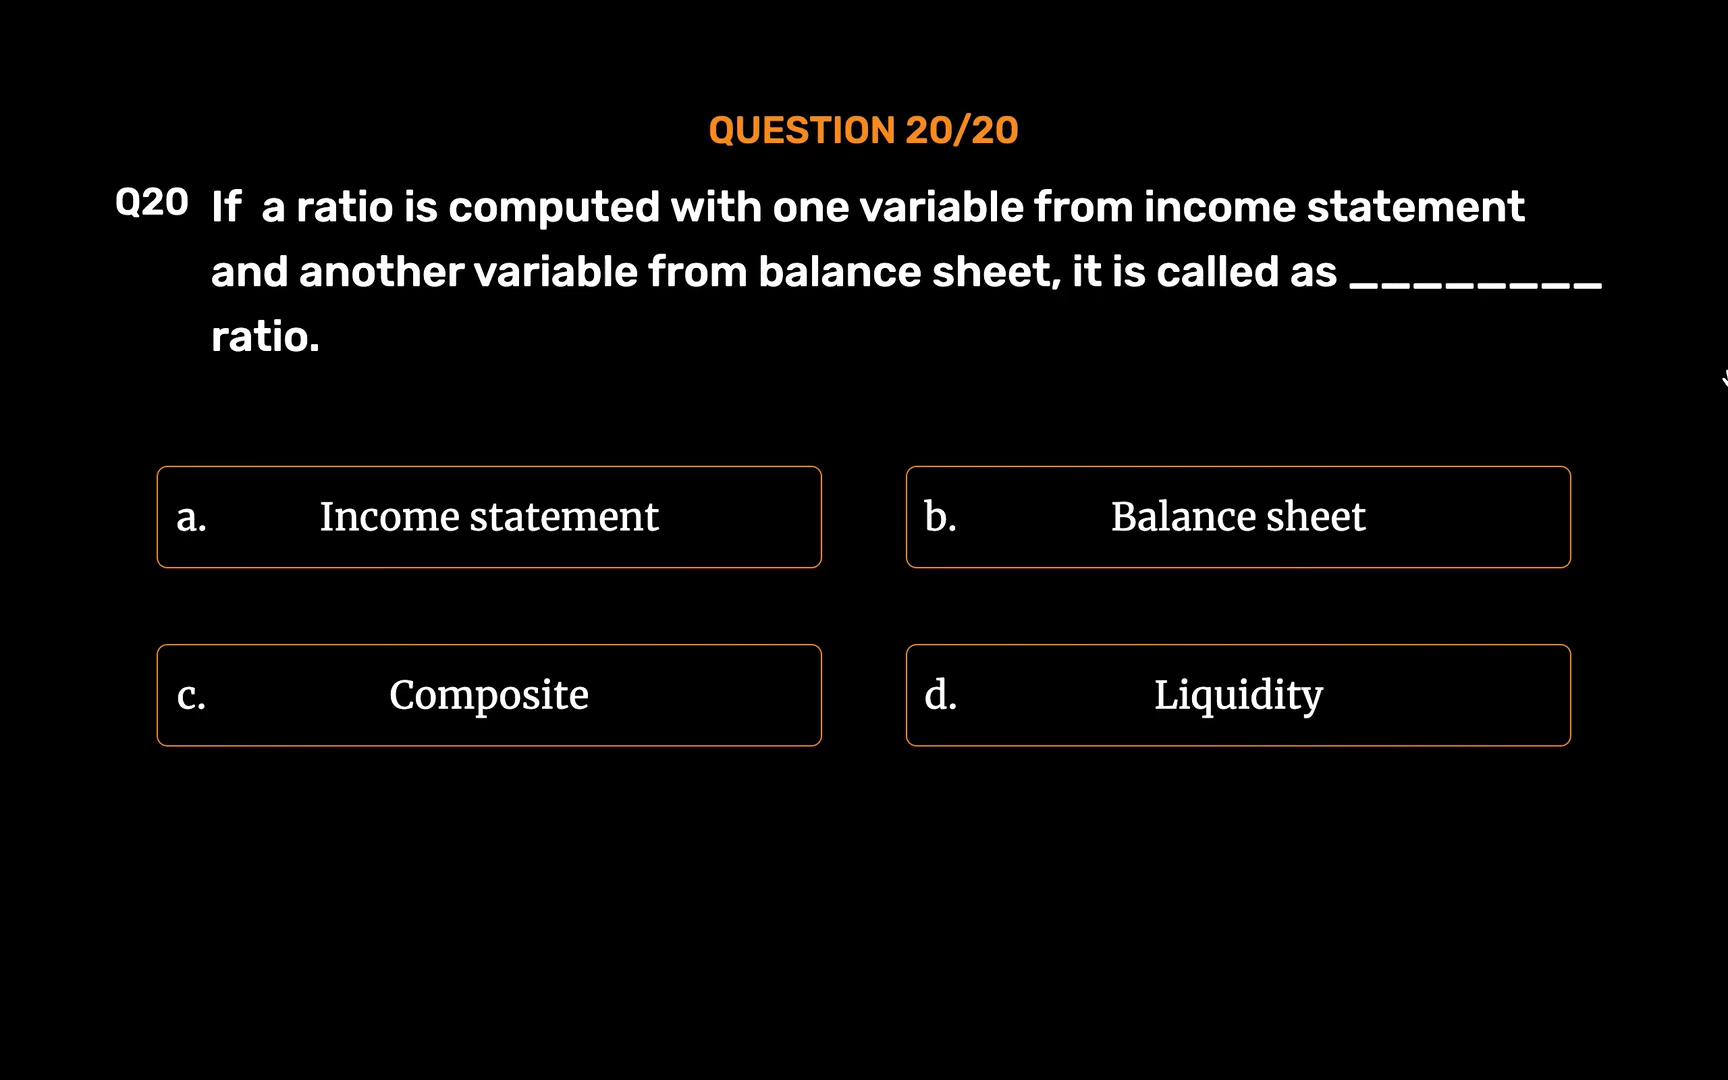 QUESTION 20/20
Q20 If a ratio is computed with one variable from income statement
and another variable from balance sheet, it is called as ________
ratio.
a. Income statement
b. Balance sheet
c. Composite
d. Liquidity